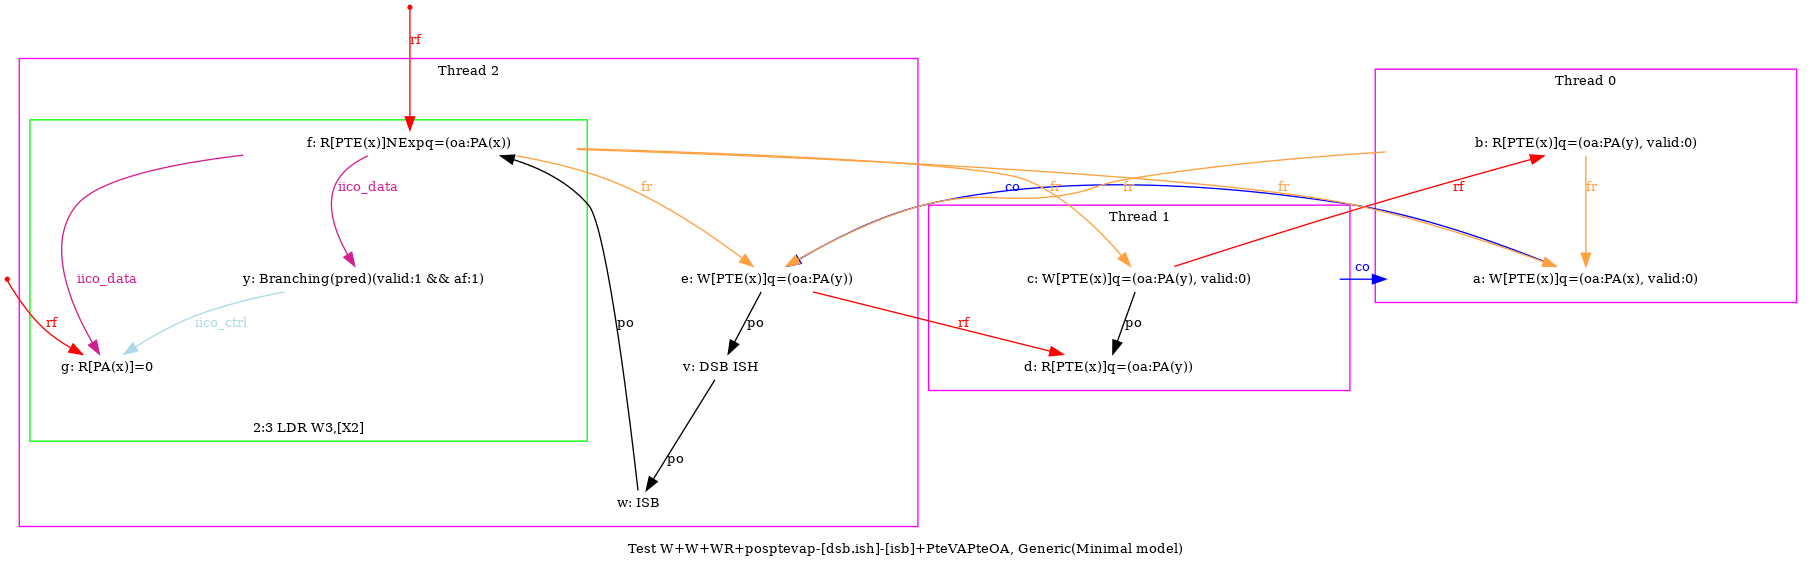 rf
Thread 2
Thread 0
f: R[PTE(x)]NExpq=(oa:PA(x))
b: R[PTE(x)]q=(oa:PA(y), valid:0)
iico_data
fr
co
fr
fr
fr
rf
fr
Thread 1
iico_data
y: Branching(pred)(valid:1 && af:1)
e: W[PTE(x)]q=(oa:PA(y))
c: W[PTE(x)]q=(oa:PA(y), valid:0)
co
a: W[PTE(x)]q=(oa:PA(x), valid:0)
rf
iico_ctrl
po
po
rf
po
g: R[PA(x)]=0
v: DSB ISH
d: R[PTE(x)]q=(oa:PA(y))
2:3 LDR W3,[X2]
po
w: ISB
Test W+W+WR+posptevap-[dsb.ish]-[isb]+PteVAPteOA, Generic(Minimal model)